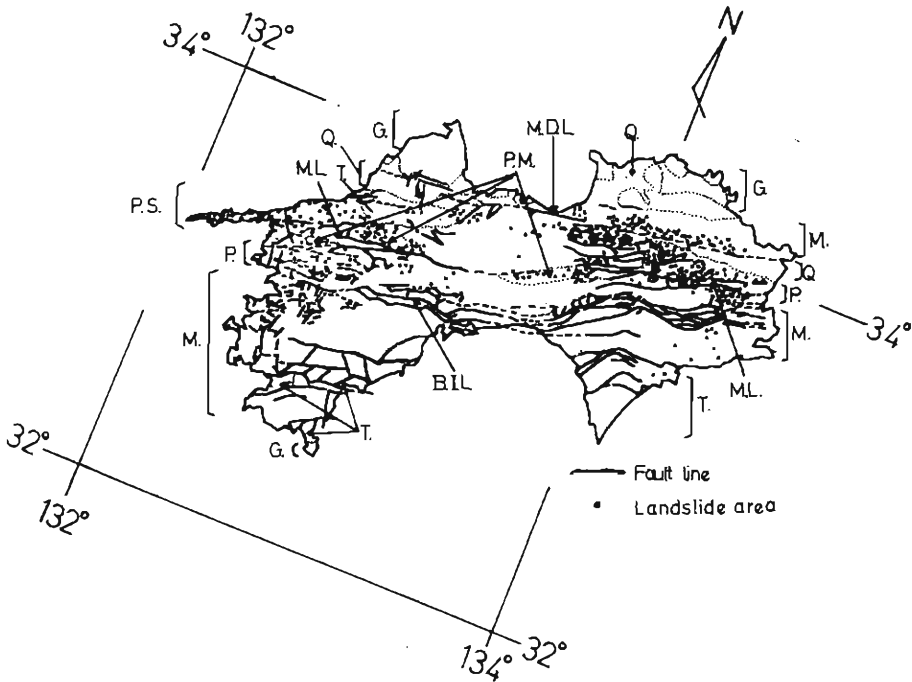 N
132°
34°
Q.
G.
M.D.L
Q.
M.L
T.
P.M.
G.
P.S.
M.
P.
Q.
P.
M.
M.
34°
B.I.L
M.L.
T.
T.
G.
32°
Fault line
132°
Landslide area
134°
32°